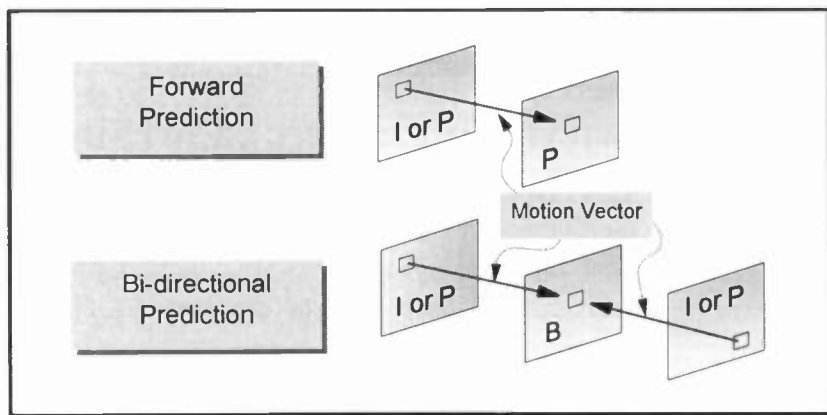 Forward
Prediction
I or P
P
Motion Vector
Bi-directional
Prediction
I or P
B
I or P